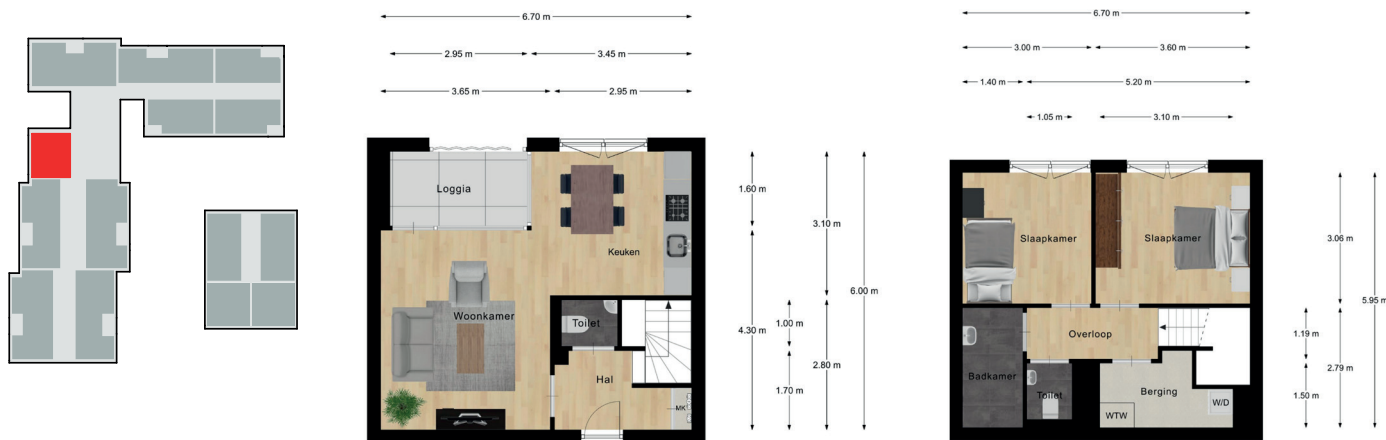 6.70 m
2.95 m
3.45 m
3.65 m
2.95 m
Loggia
Keuken
Woonkamer
Toilet
Hal
MK
1.60 m
3.10 m
6.00 m
4.30 m
1.00 m
2.80 m
1.70 m
6.70 m
3.00 m
3.60 m
1.40 m
5.20 m
1.05 m
3.10 m
Slaapkamer
Slaapkamer
Overloop
Badkamer
Toilet
Berging
WTW
W/D
3.06 m
5.95 m
1.19 m
2.79 m
1.50 m